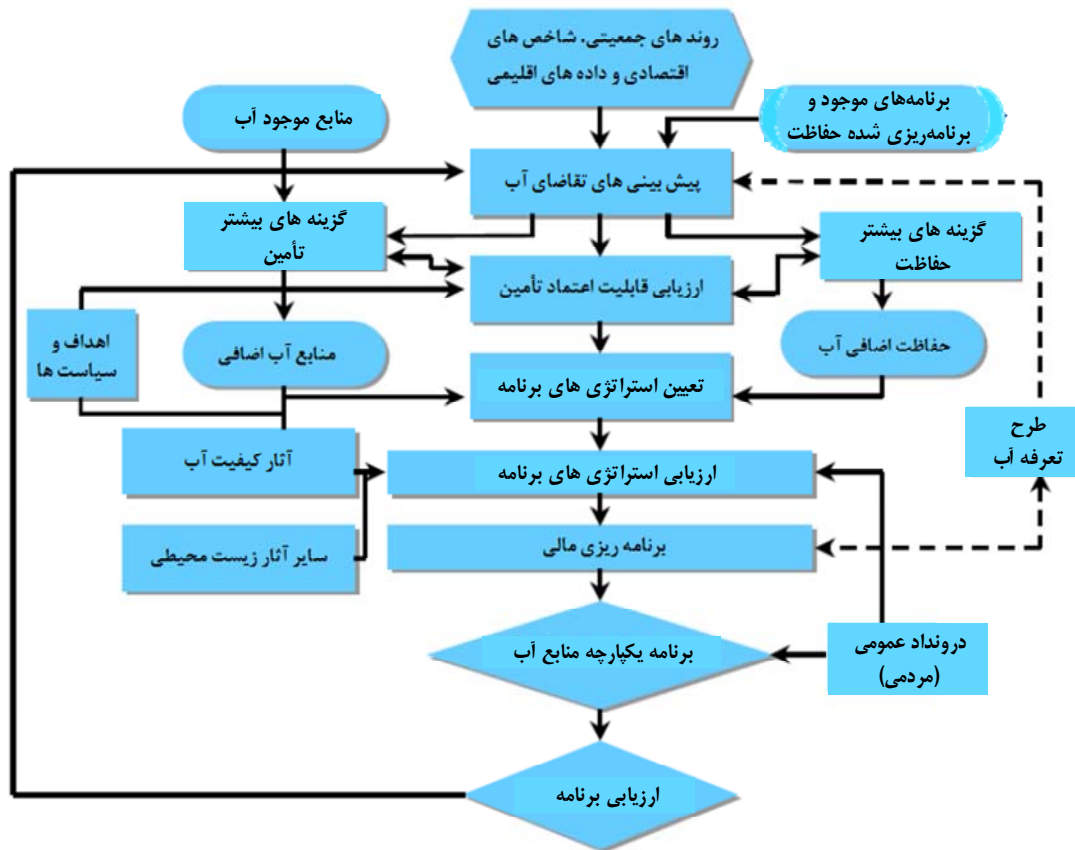 روند های جمعیتی، شاخص های
اقتصادی و داده های اقلیمی
برنامه‌های موجود و
برنامه‌ریزی شده حفاظت
منابع موجود آب
پیش بینی های تقاضای آب
گزینه های بیشتر
تأمین
گزینه های بیشتر
حفاظت
ارزیابی قابلیت اعتماد تأمین
اهداف و
سیاست ها
منابع آب اضافی
حفاظت اضافی آب
تعیین استراتژی های برنامه
طرح
تعرفه آب
آثار کیفیت آب
ارزیابی استراتژی های برنامه
سایر آثار زیست محیطی
برنامه ریزی مالی
برنامه یکپارچه منابع آب
درونداد عمومی
(مردمی)
ارزیابی برنامه